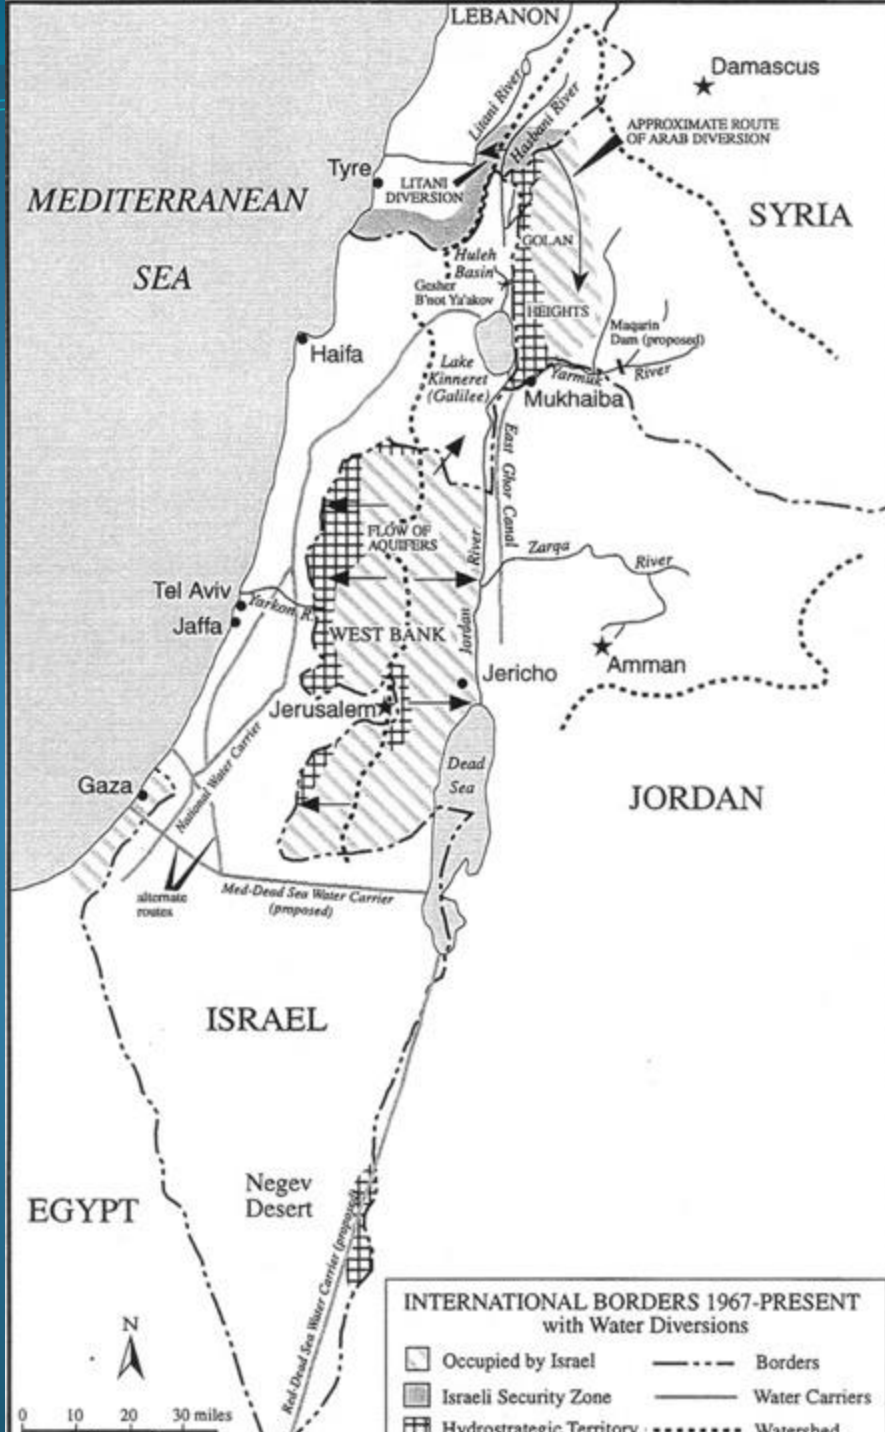 LEBANON
Damascus
Litani River
Hasbani River
APPROXIMATE ROUTE
OF ARAB DIVERSION
Tyre
LITANI
DIVERSION
MEDITERRANEAN
SEA
SYRIA
GOLAN
HEIGHTS
Huleh
Basin
Gesher
B'not Ya'akov
Maqarin
Dam (proposed)
Haifa
Lake
Kinneret
(Galilee)
Yarmuk
River
Mukhaiba
East Ghor Canal
FLOW OF
AQUIFERS
Jordan River
Zarqa
River
Tel Aviv
Yarkon R.
Jaffa
WEST BANK
Jericho
Amman
Jerusalem
National Water Carrier
Dead
Sea
Gaza
JORDAN
alternate
routes
Med-Dead Sea Water Carrier
(proposed)
ISRAEL
Negev
Desert
EGYPT
Red-Dead Sea Water Carrier (proposed)
N
0 10 20 30 miles
INTERNATIONAL BORDERS 1967-PRESENT
with Water Diversions
Occupied by Israel
Borders
Israeli Security Zone
Water Carriers
Hydrostrategic Territory
Watershed